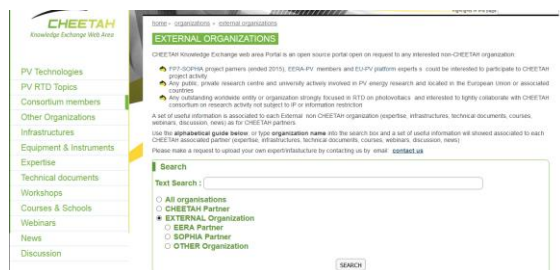 CHEETAH
Knowledge Exchange Web Area
PV Technologies
PV RTD Topics
Consortium members
Other Organizations
Infrastructures
Equipment & Instruments
Expertise
Technical documents
Workshops
Courses & Schools
Webinars
News
Discussion
home - organizations - external organizations
EXTERNAL ORGANIZATIONS
CHEETAH Knowledge Exchange web area Portal is an open source portal open on request to any interested non-CHEETAH organization:
FP7-SOPHIA project parners (ended 2015), EERA-PV members and EU-PV platform experts could be interested to participate to CHEETAH
project activity
Any public, private research centre and university actively involved in PV energy research and located in the European Union or associated
countries
Any outstanding worldwide entity or organization strongly focused in RTD on photovoltaics and interested to tightly collaborate with CHEETAH
consortium on research activity not subject to IP or information restriction
A set of useful information is associated to each External non CHEETAH organization (expertise, infrastructures, technical documents, courses,
webinars, discussion, news) as for CHEETAH partners.
Use the alphabetical guide below or type organization name into the search box and a set of useful information will showed associated to each
CHEETAH associated partner (expertise, infrastructures, technical documents, courses, webinars, discussion, news)
Please make a request to upload your own expert/infastucture by contacting us by email: contact us
Search
Text Search :
All organisations
CHEETAH Partner
EXTERNAL Organization
EERA Partner
SOPHIA Partner
OTHER Organization
SEARCH